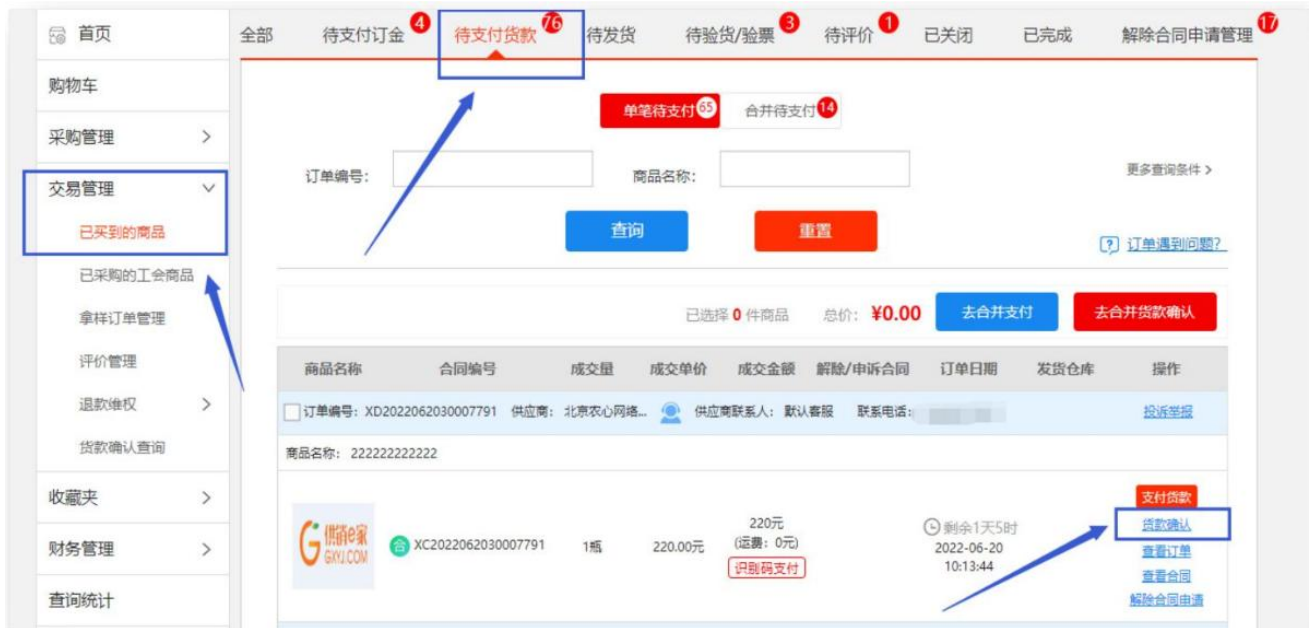 首页
购物车
采购管理
交易管理
已买到的商品
已采购的工会商品
拿样订单管理
评价管理
退款维权
货款确认查询
收藏夹
财务管理
查询统计
全部 待支付订金 4 待支付货款 76 待发货 待验货/验票 3 待评价 1 已关闭 已完成 解除合同申请管理 17
单笔待支付 65 合并待支付 14
订单编号： 商品名称： 更多查询条件 >
查询 重置
? 订单遇到问题?
已选择 0 件商品 总价： ¥0.00 去合并支付 去合并货款确认
商品名称 合同编号 成交量 成交单价 成交金额 解除/申诉合同 订单日期 发货仓库 操作
订单编号： XD2022062030007791 供应商： 北京农心网络... 供应商联系人： 默认客服 联系电话： 投诉举报
商品名称： 222222222222
供销e家
GXYJ.COM
合 XC2022062030007791 1瓶 220.00元
220元
(运费：0元)
识别码支付
剩余1天5时
2022-06-20
10:13:44
支付货款
货款确认
查看订单
查看合同
解除合同申请